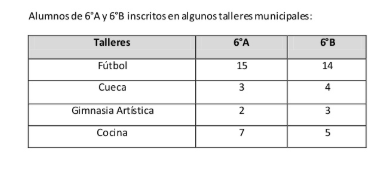 Alumnos de 6°A y 6°B inscritos en algunos talleres municipales:
Talleres 6°A 6°B
Fútbol 15 14
Cueca 3 4
Gimnasia Artística 2 3
Cocina 7 5